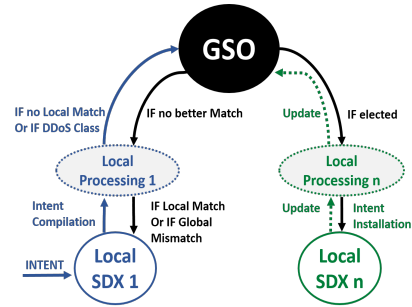 GSO
IF no Local Match
Or IF DDoS Class
IF no better Match
Update
IF elected
Local
Processing 1
Local
Processing n
Intent
Compilation
IF Local Match
Or IF Global
Mismatch
Update
Intent
Installation
INTENT
Local
SDX 1
Local
SDX n